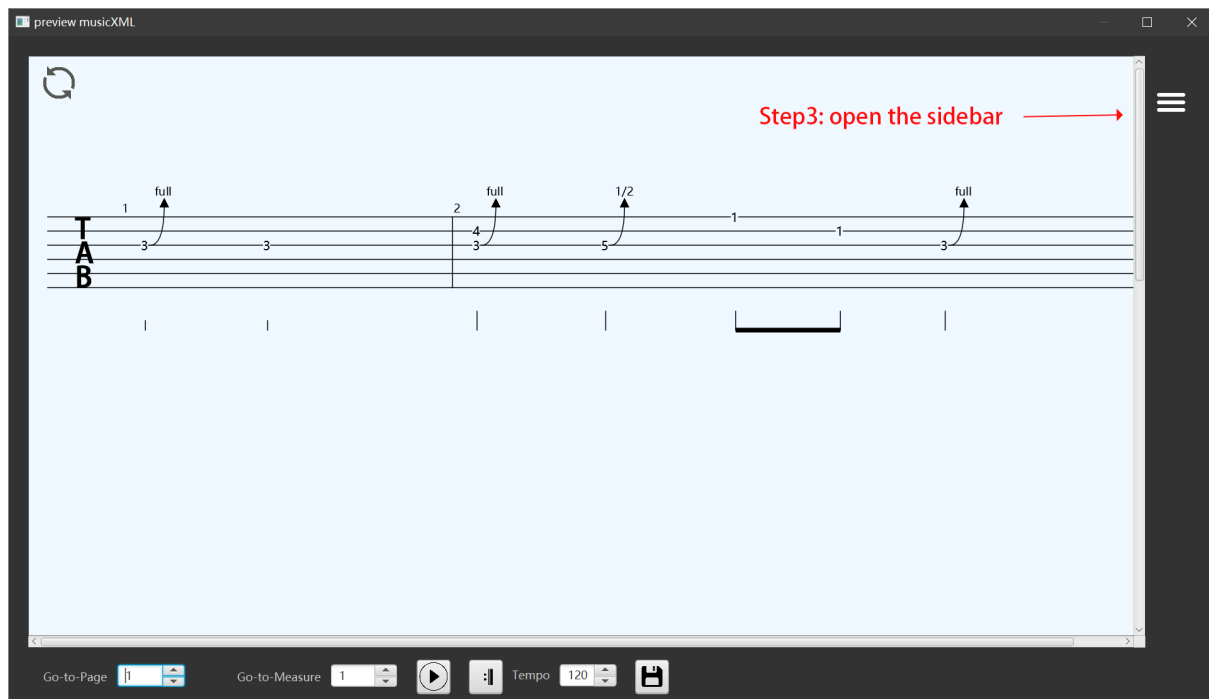 preview musicXML
Step3: open the sidebar
full full 1/2 full
1 2
1
T 4 1
A 3 3 3 5 3
B
Go-to-Page 1 Go-to-Measure 1 Tempo 120